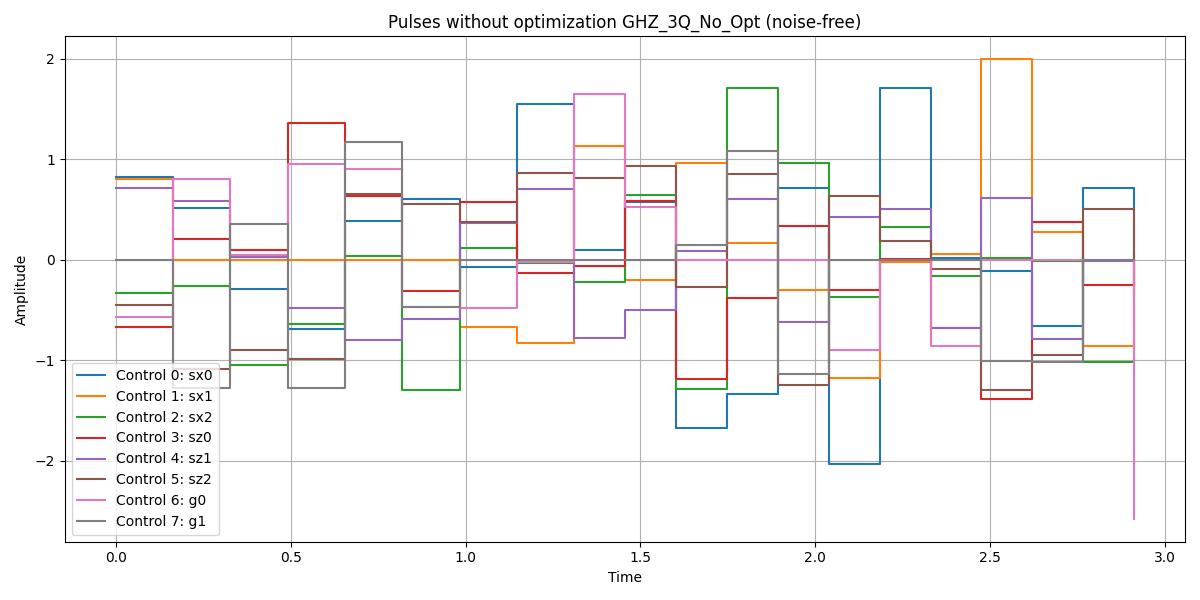 Pulses without optimization GHZ_3Q_No_Opt (noise-free)
Amplitude
2
1
0
−1
−2
Control 0: sx0
Control 1: sx1
Control 2: sx2
Control 3: sz0
Control 4: sz1
Control 5: sz2
Control 6: g0
Control 7: g1
0.0 0.5 1.0 1.5 2.0 2.5 3.0
Time